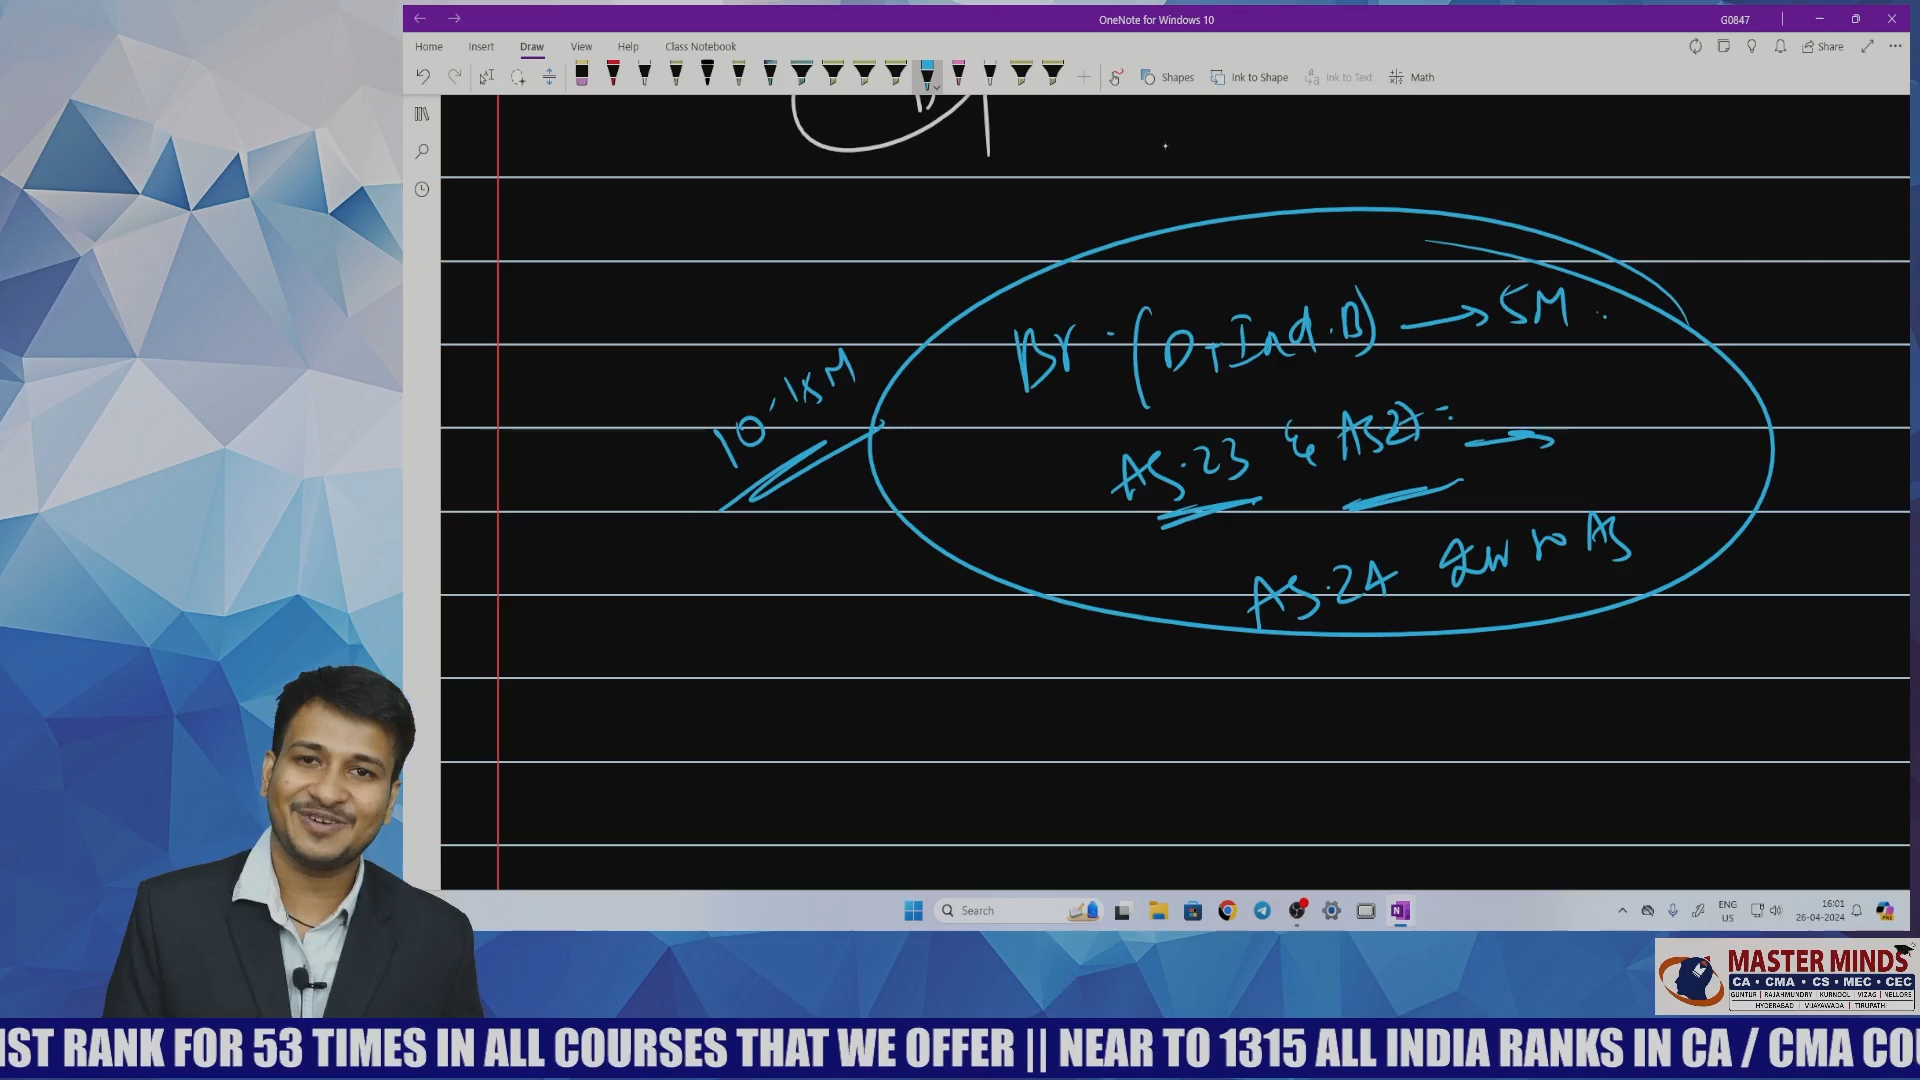 OneNote for Windows 10
G0847
Home Insert Draw View Help Class Notebook
Share
Shapes Ink to Shape Ink to Text Math
Br. (D+Ind.B) → 5M
10-15M
AS.23 & AS27: →
AS.24 to AS
Search
ENG
US
16:01
26-04-2024
MASTER MINDS
CA • CMA • CS • MEC • CEC
GUNTUR | RAJAHMUNDRY | KURNOOL | VIZAG | NELLORE
HYDERABAD | VIJAYAWADA | TIRUPATHI
IST RANK FOR 53 TIMES IN ALL COURSES THAT WE OFFER || NEAR TO 1315 ALL INDIA RANKS IN CA / CMA COU